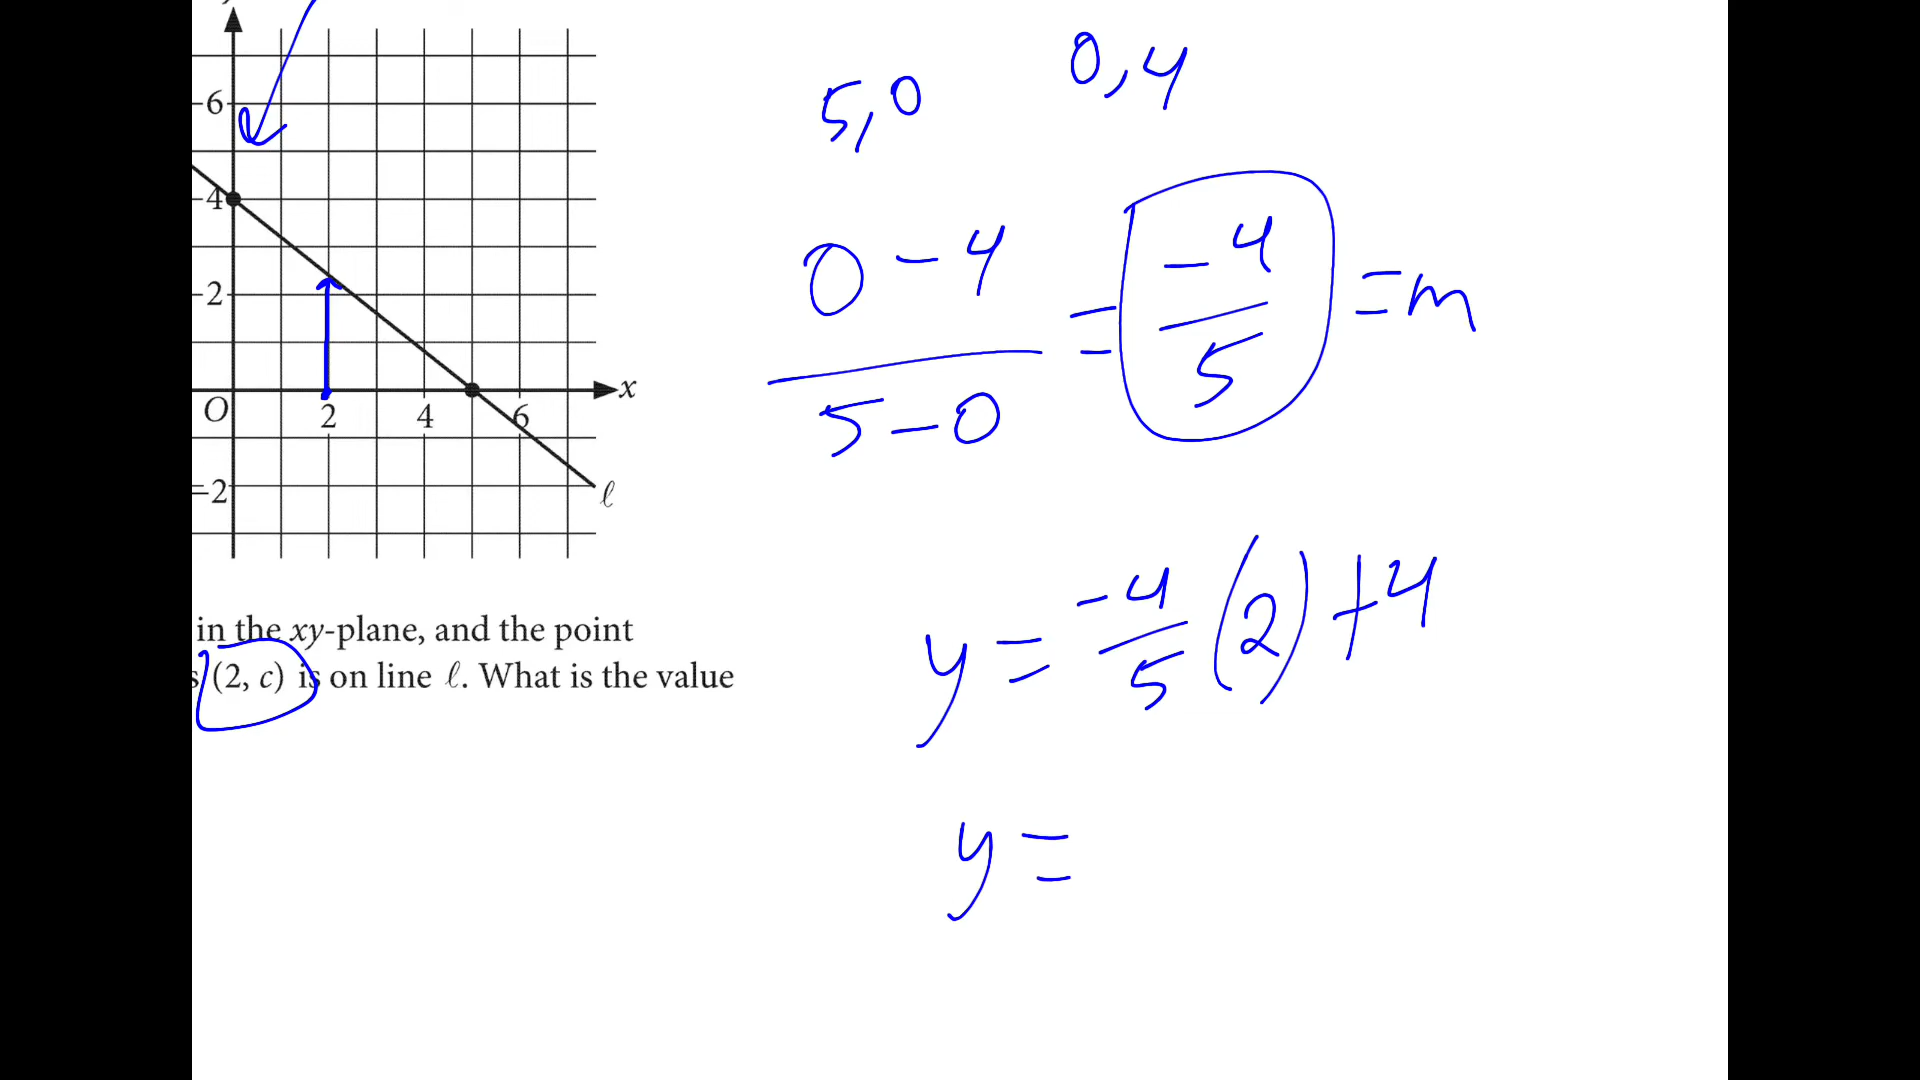 5,0 0,4
6
4
2
O 2 4 6 x
-2
ℓ
0 - 4 / 5 - 0 = -4/5 = m
in the xy-plane, and the point
s (2, c) is on line ℓ. What is the value
y = -4/5 (2) + 4
y =